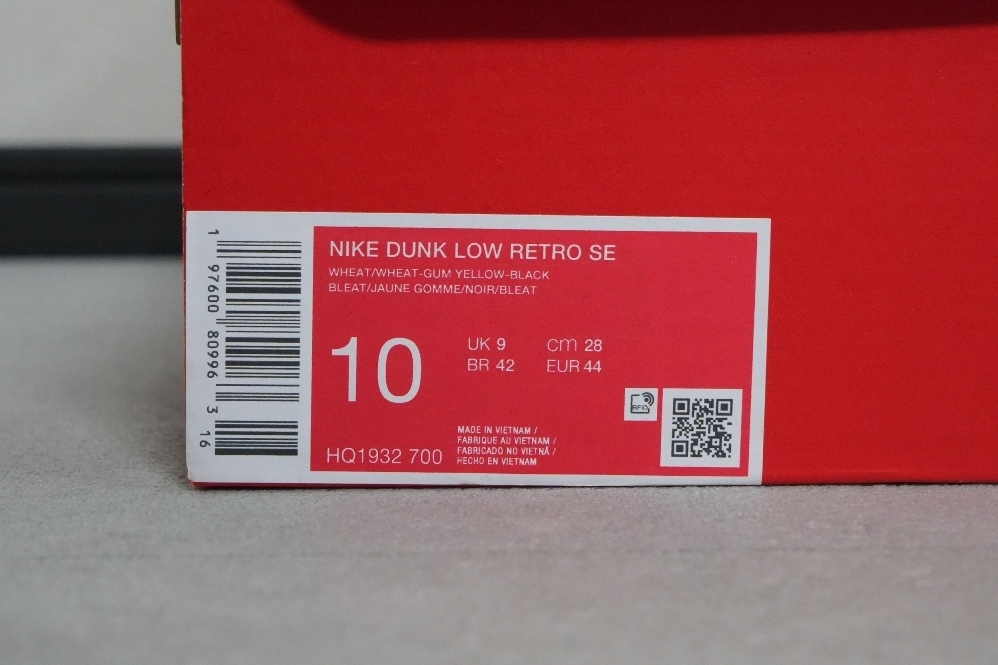 NIKE DUNK LOW RETRO SE
WHEAT/WHEAT-GUM YELLOW-BLACK
BLEAT/JAUNE GOMME/NOIR/BLEAT
10
UK 9 cm 28
BR 42 EUR 44
RFID
MADE IN VIETNAM /
FABRIQUE AU VIETNAM /
FABRICADO NO VIETNÃ /
HECHO EN VIETNAM
HQ1932 700
1 97600 80996 3 16